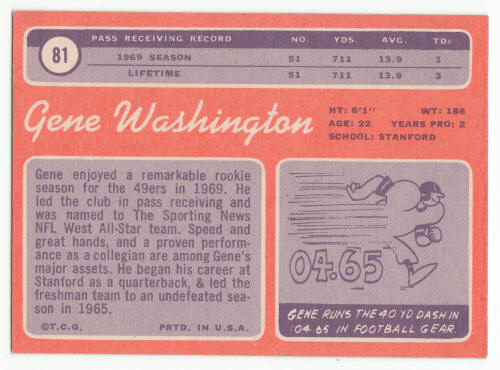 81
PASS RECEIVING RECORD NO. YDS. AVG. TDs
1969 SEASON 51 711 13.9 3
LIFETIME 51 711 13.9 3
Gene Washington
HT: 6'1" WT: 186
AGE: 22 YEARS PRO: 2
SCHOOL: STANFORD
Gene enjoyed a remarkable rookie
season for the 49ers in 1969. He
led the club in pass receiving and
was named to The Sporting News
NFL West All-Star team. Speed and
great hands, and a proven perform-
ance as a collegian are among Gene's
major assets. He began his career at
Stanford as a quarterback, & led the
freshman team to an undefeated sea-
son in 1965.
©T.C.G. PRTD. IN U.S.A.
04.65
GENE RUNS THE 40 YD DASH IN
:04.65 IN FOOTBALL GEAR.